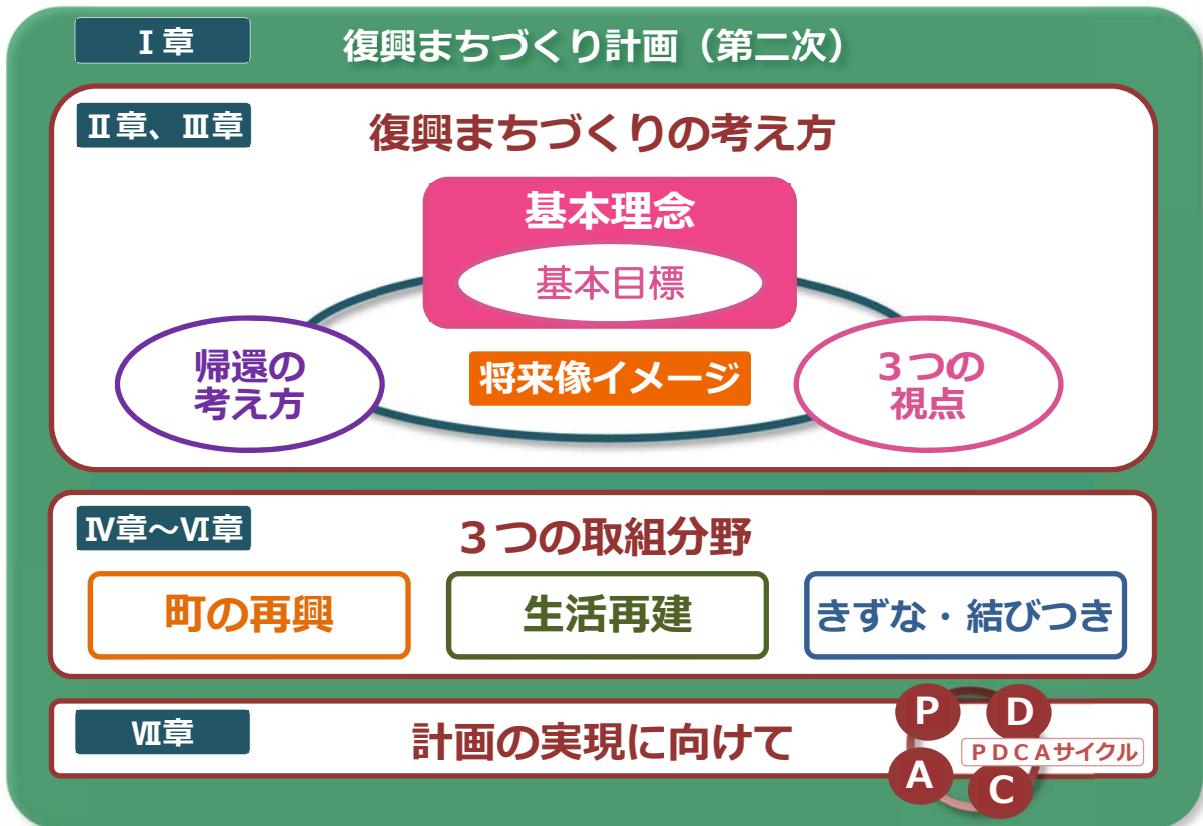 Ⅰ章
復興まちづくり計画（第二次）
Ⅱ章、Ⅲ章
復興まちづくりの考え方
基本理念
基本目標
帰還の
考え方
将来像イメージ
３つの
視点
Ⅳ章～Ⅵ章
３つの取組分野
町の再興
生活再建
きずな・結びつき
Ⅶ章
計画の実現に向けて
P
D
ＰＤＣＡサイクル
A
C